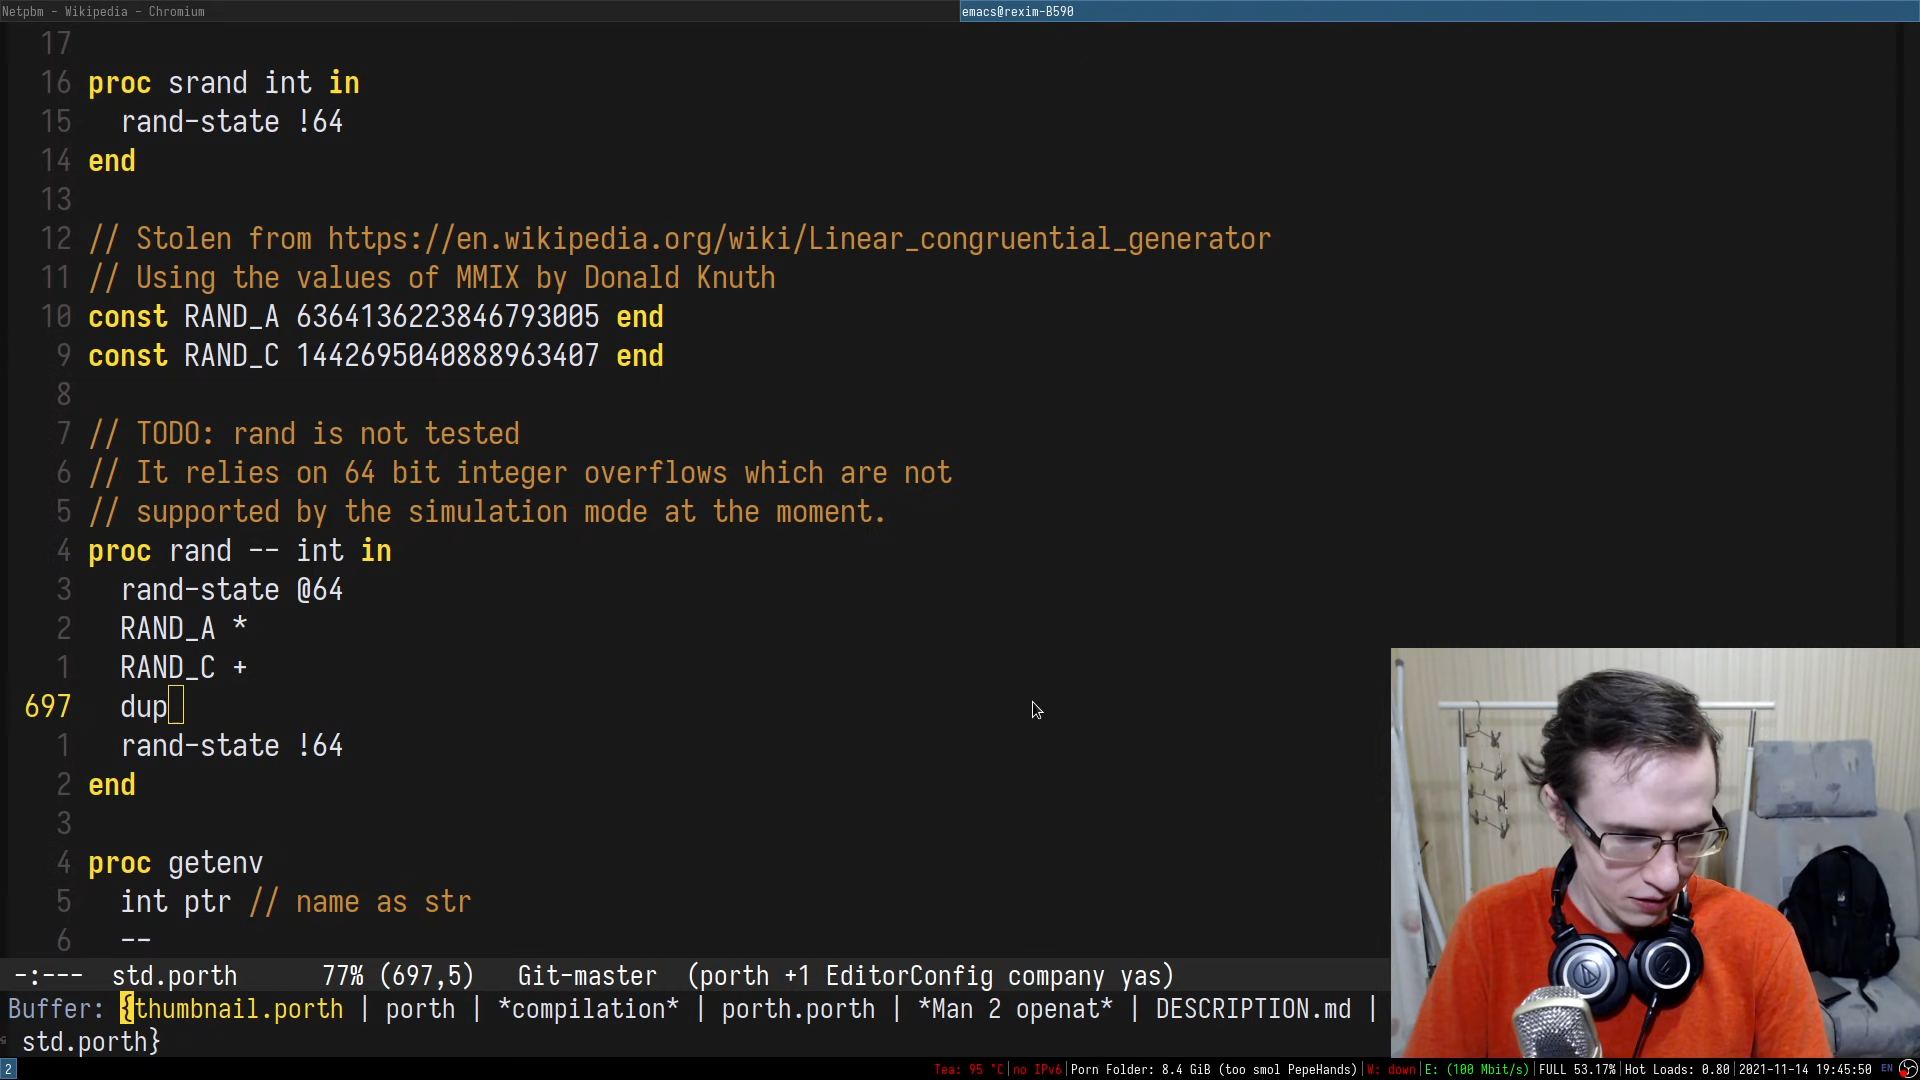 Netpbm - Wikipedia - Chromium
emacs@rexim-B590
17
16 proc srand int in
15 rand-state !64
14 end
13
12 // Stolen from https://en.wikipedia.org/wiki/Linear_congruential_generator
11 // Using the values of MMIX by Donald Knuth
10 const RAND_A 6364136223846793005 end
9 const RAND_C 1442695040888963407 end
8
7 // TODO: rand is not tested
6 // It relies on 64 bit integer overflows which are not
5 // supported by the simulation mode at the moment.
4 proc rand -- int in
3 rand-state @64
2 RAND_A *
1 RAND_C +
697 dup
1 rand-state !64
2 end
3
4 proc getenv
5 int ptr // name as str
6 --
-:--- std.porth 77% (697,5) Git-master (porth +1 EditorConfig company yas)
Buffer: {thumbnail.porth | porth | *compilation* | porth.porth | *Man 2 openat* | DESCRIPTION.md |
std.porth}
2 Tea: 95 °C|no IPv6|Porn Folder: 8.4 GiB (too smol PepeHands)|W: down|E: (100 Mbit/s)|FULL 53.17%|Hot Loads: 0.80|2021-11-14 19:45:50 EN